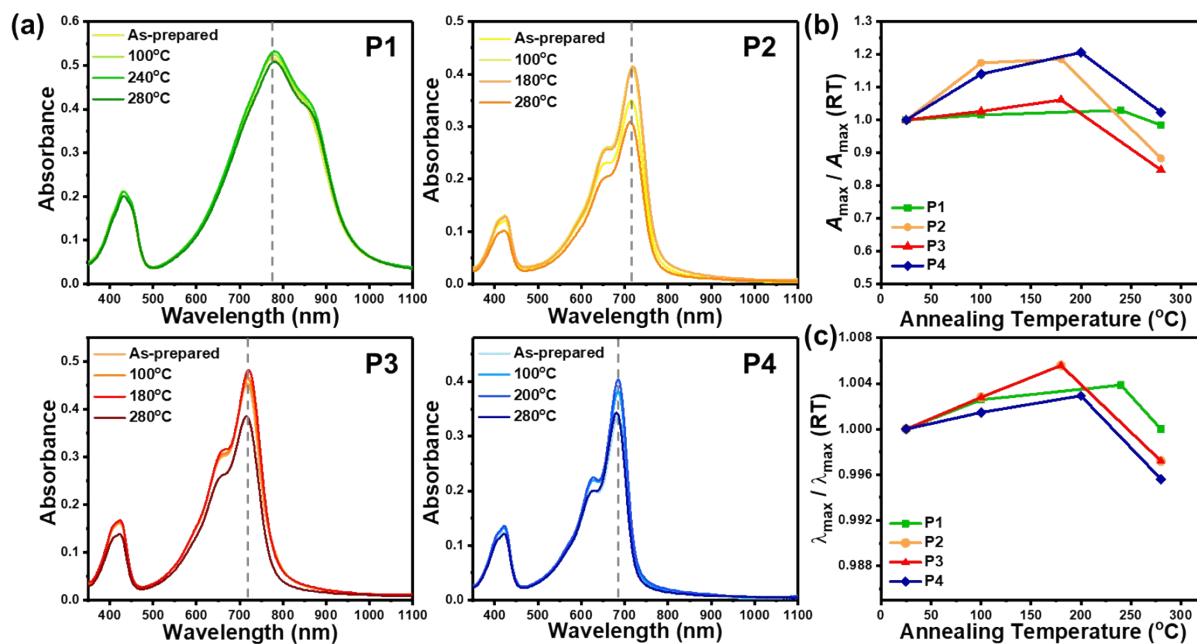 (a)
P1
As-prepared
100°C
240°C
280°C
0.6
0.5
0.4
0.3
0.2
0.1
0.0
Absorbance
400 500 600 700 800 900 1000 1100
Wavelength (nm)
P2
As-prepared
100°C
180°C
280°C
0.5
0.4
0.3
0.2
0.1
0.0
Absorbance
400 500 600 700 800 900 1000 1100
Wavelength (nm)
(b)
1.3
1.2
1.1
1.0
0.9
0.8
0.7
0.6
0.5
Amax / Amax (RT)
P1
P2
P3
P4
0 50 100 150 200 250 300
Annealing Temperature (°C)
P3
As-prepared
100°C
180°C
280°C
0.5
0.4
0.3
0.2
0.1
0.0
Absorbance
400 500 600 700 800 900 1000 1100
Wavelength (nm)
P4
As-prepared
100°C
200°C
280°C
0.4
0.3
0.2
0.1
0.0
Absorbance
400 500 600 700 800 900 1000 1100
Wavelength (nm)
(c)
1.008
1.004
1.000
0.996
0.992
0.988
λmax / λmax (RT)
P1
P2
P3
P4
0 50 100 150 200 250 300
Annealing Temperature (°C)